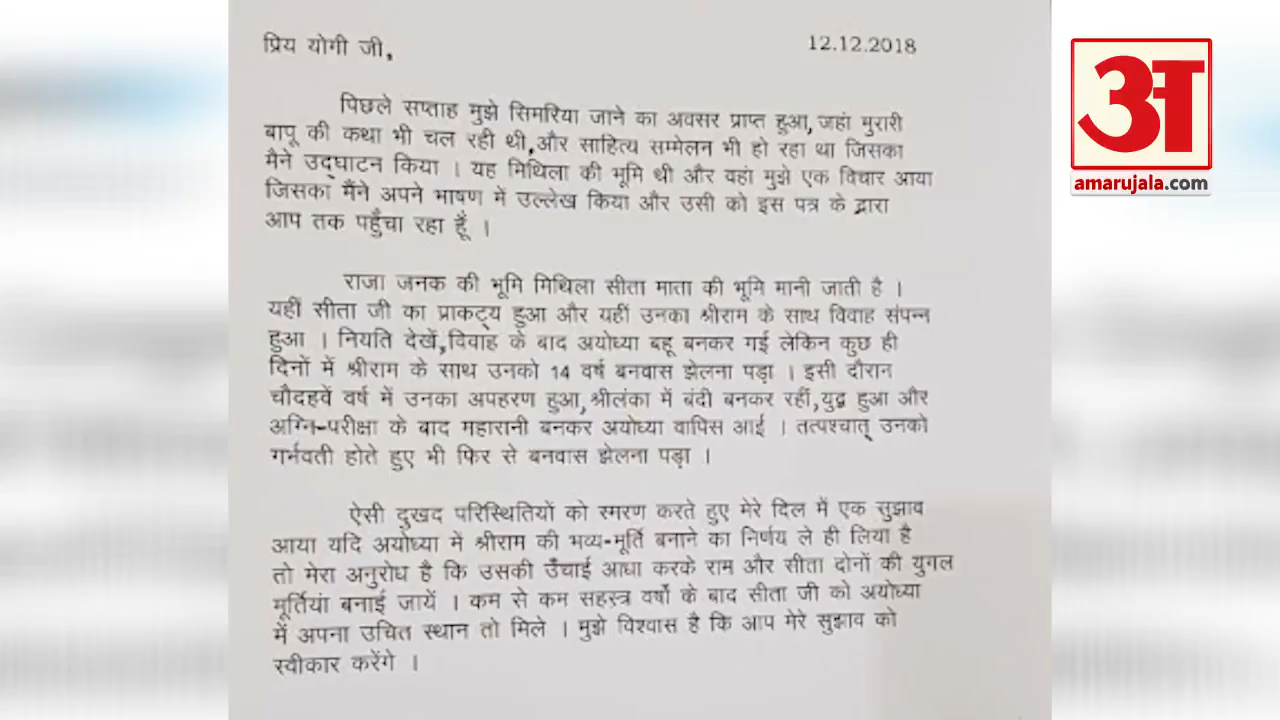 प्रिय योगी जी,
12.12.2018
अ
amarujala.com
पिछले सप्ताह मुझे सिमरिया जाने का अवसर प्राप्त हुआ,जहां मुरारी
बापू की कथा भी चल रही थी,और साहित्य सम्मेलन भी हो रहा था जिसका
मैने उद्घाटन किया । यह मिथिला की भूमि थी और वहां मुझे एक विचार आया
जिसका मैंने अपने भाषण में उल्लेख किया और उसी को इस पत्र के द्वारा
आप तक पहुँचा रहा हूँ ।
राजा जनक की भूमि मिथिला सीता माता की भूमि मानी जाती है ।
यहीं सीता जी का प्राकट्य हुआ और यहीं उनका श्रीराम के साथ विवाह संपन्न
हुआ । नियति देखें,विवाह के बाद अयोध्या बहू बनकर गई लेकिन कुछ ही
दिनों में श्रीराम के साथ उनको 14 वर्ष बनवास झेलना पड़ा । इसी दौरान
चौदहवें वर्ष में उनका अपहरण हुआ,श्रीलंका में बंदी बनकर रहीं,युद्ध हुआ और
अग्नि-परीक्षा के बाद महारानी बनकर अयोध्या वापिस आई । तत्पश्चात् उनको
गर्भवती होते हुए भी फिर से बनवास झेलना पड़ा ।
ऐसी दुखद परिस्थितियों को स्मरण करते हुए मेरे दिल में एक सुझाव
आया यदि अयोध्या में श्रीराम की भव्य-मूर्ति बनाने का निर्णय ले ही लिया है
तो मेरा अनुरोध है कि उसकी उँचाई आधा करके राम और सीता दोनों की युगल
मूर्तियां बनाई जायें । कम से कम सहस्त्र वर्षो के बाद सीता जी को अयोध्या
में अपना उचित स्थान तो मिले । मुझे विश्वास है कि आप मेरे सुझाव को
स्वीकार करेंगे ।